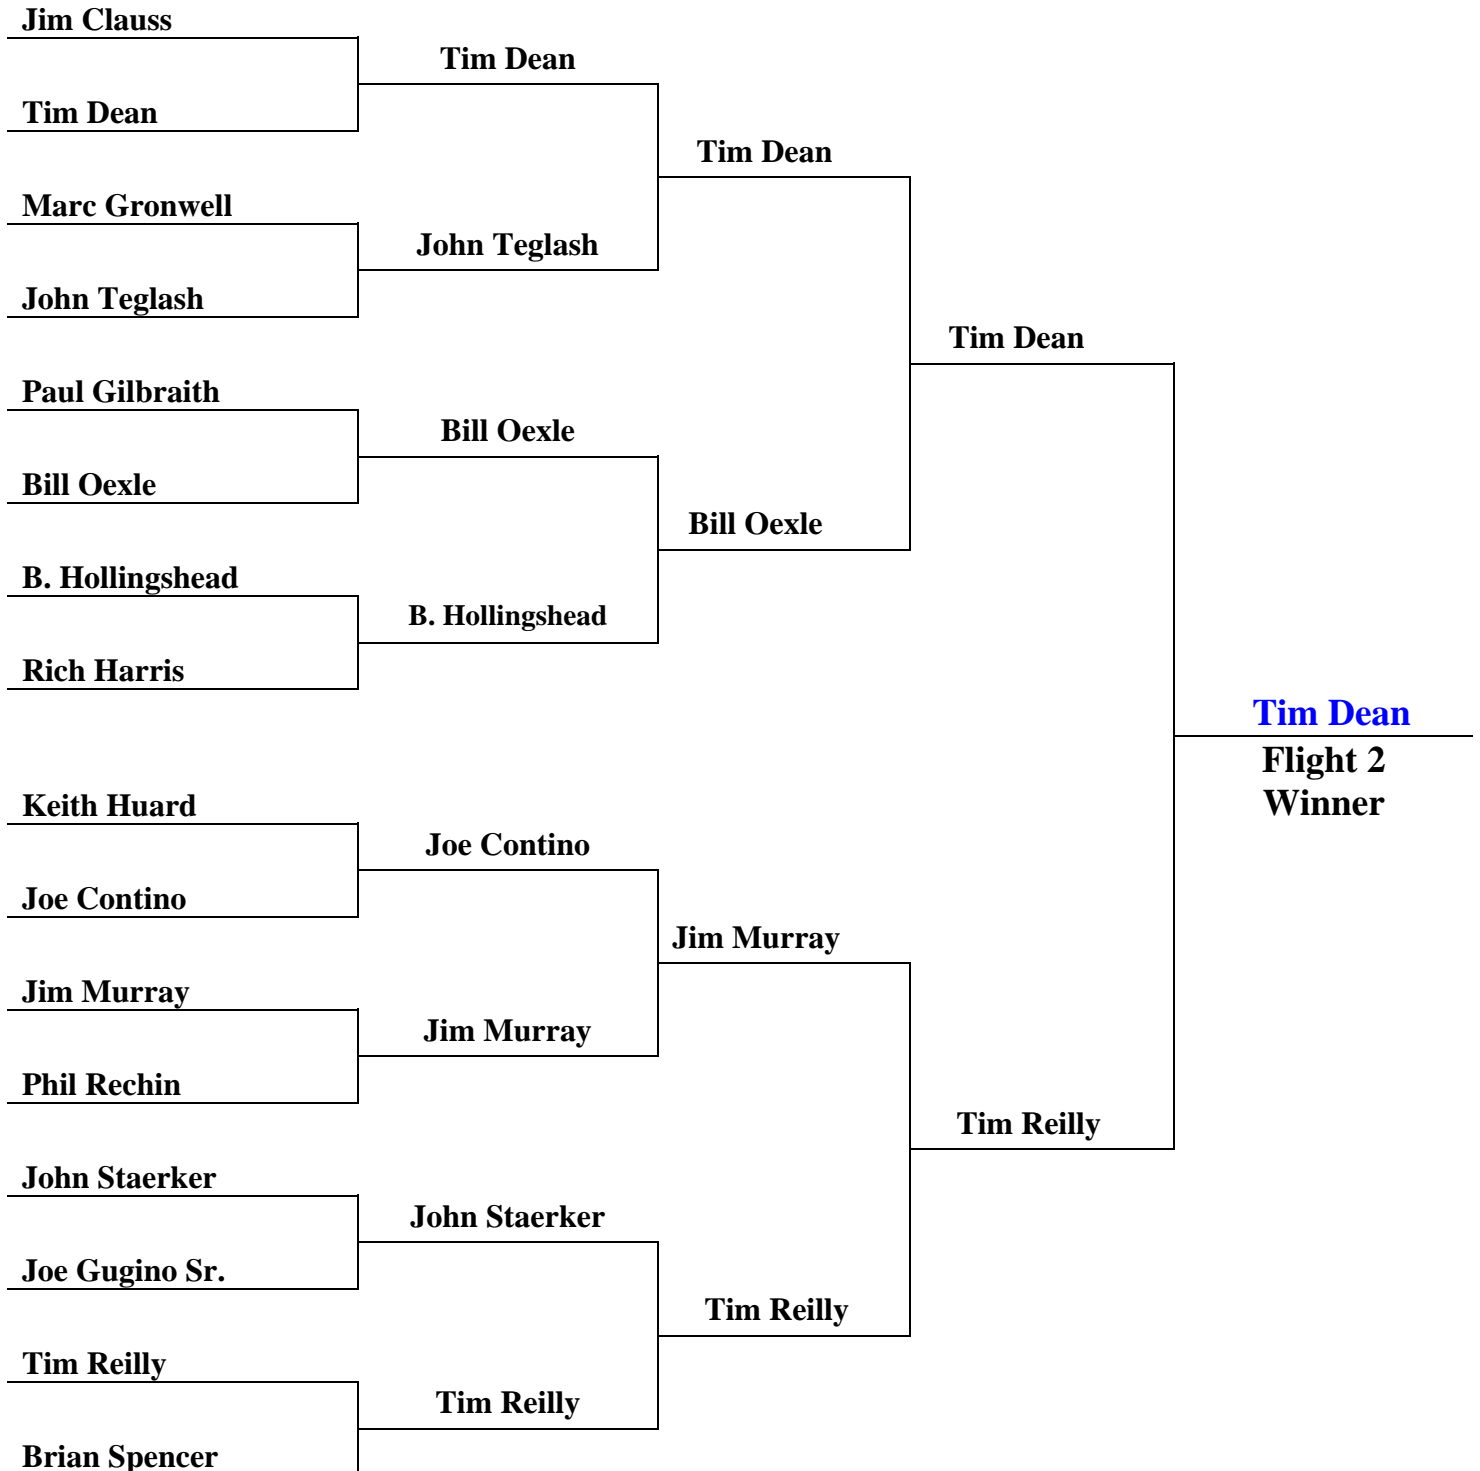 Jim Clauss
Tim Dean
Tim Dean
Tim Dean
Marc Gronwell
John Teglash
John Teglash
Tim Dean
Paul Gilbraith
Bill Oexle
Bill Oexle
Bill Oexle
B. Hollingshead
B. Hollingshead
Rich Harris
Tim Dean
Flight 2
Winner
Keith Huard
Joe Contino
Joe Contino
Jim Murray
Jim Murray
Jim Murray
Phil Rechin
Tim Reilly
John Staerker
John Staerker
Joe Gugino Sr.
Tim Reilly
Tim Reilly
Tim Reilly
Brian Spencer